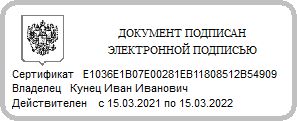 ДОКУМЕНТ ПОДПИСАН
ЭЛЕКТРОННОЙ ПОДПИСЬЮ
Сертификат E1036E1B07E00281EB11808512B54909
Владелец Кунец Иван Иванович
Действителен с 15.03.2021 по 15.03.2022